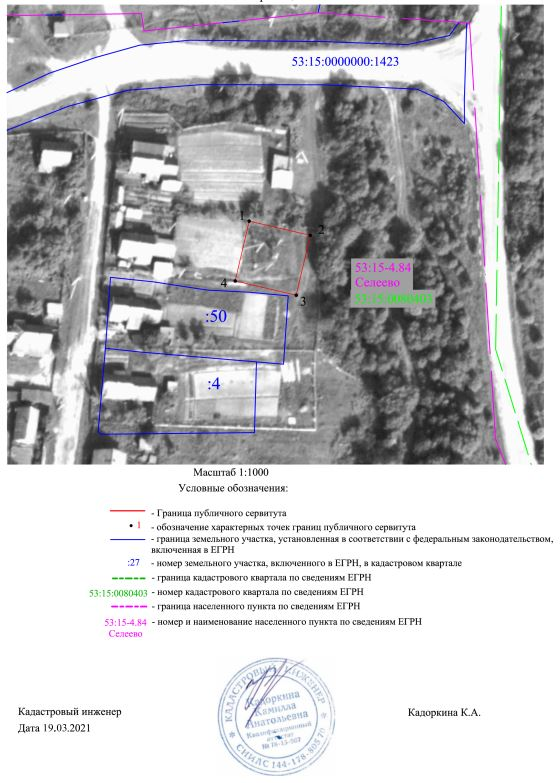 53:15:0000000:1423
1
2
53:15-4.84
Селеево
53:15:0080403
4
3
:50
:4
Масштаб 1:1000
Условные обозначения:
- Граница публичного сервитута
1 - обозначение характерных точек границ публичного сервитута
- граница земельного участка, установленная в соответствии с федеральным законодательством,
включенная в ЕГРН
:27 - номер земельного участка, включенного в ЕГРН, в кадастровом квартале
- граница кадастрового квартала по сведениям ЕГРН
53:15:0080403 - номер кадастрового квартала по сведениям ЕГРН
- граница населенного пункта по сведениям ЕГРН
53:15-4.84 - номер и наименование населенного пункта по сведениям ЕГРН
Селеево
КАДАСТРОВЫЙ ИНЖЕНЕР
Кадоркина
Камилла
Анатольевна
Квалификационный
аттестат
СНИЛС 144-178-805 70
Кадастровый инженер
Кадоркина К.А.
Дата 19.03.2021